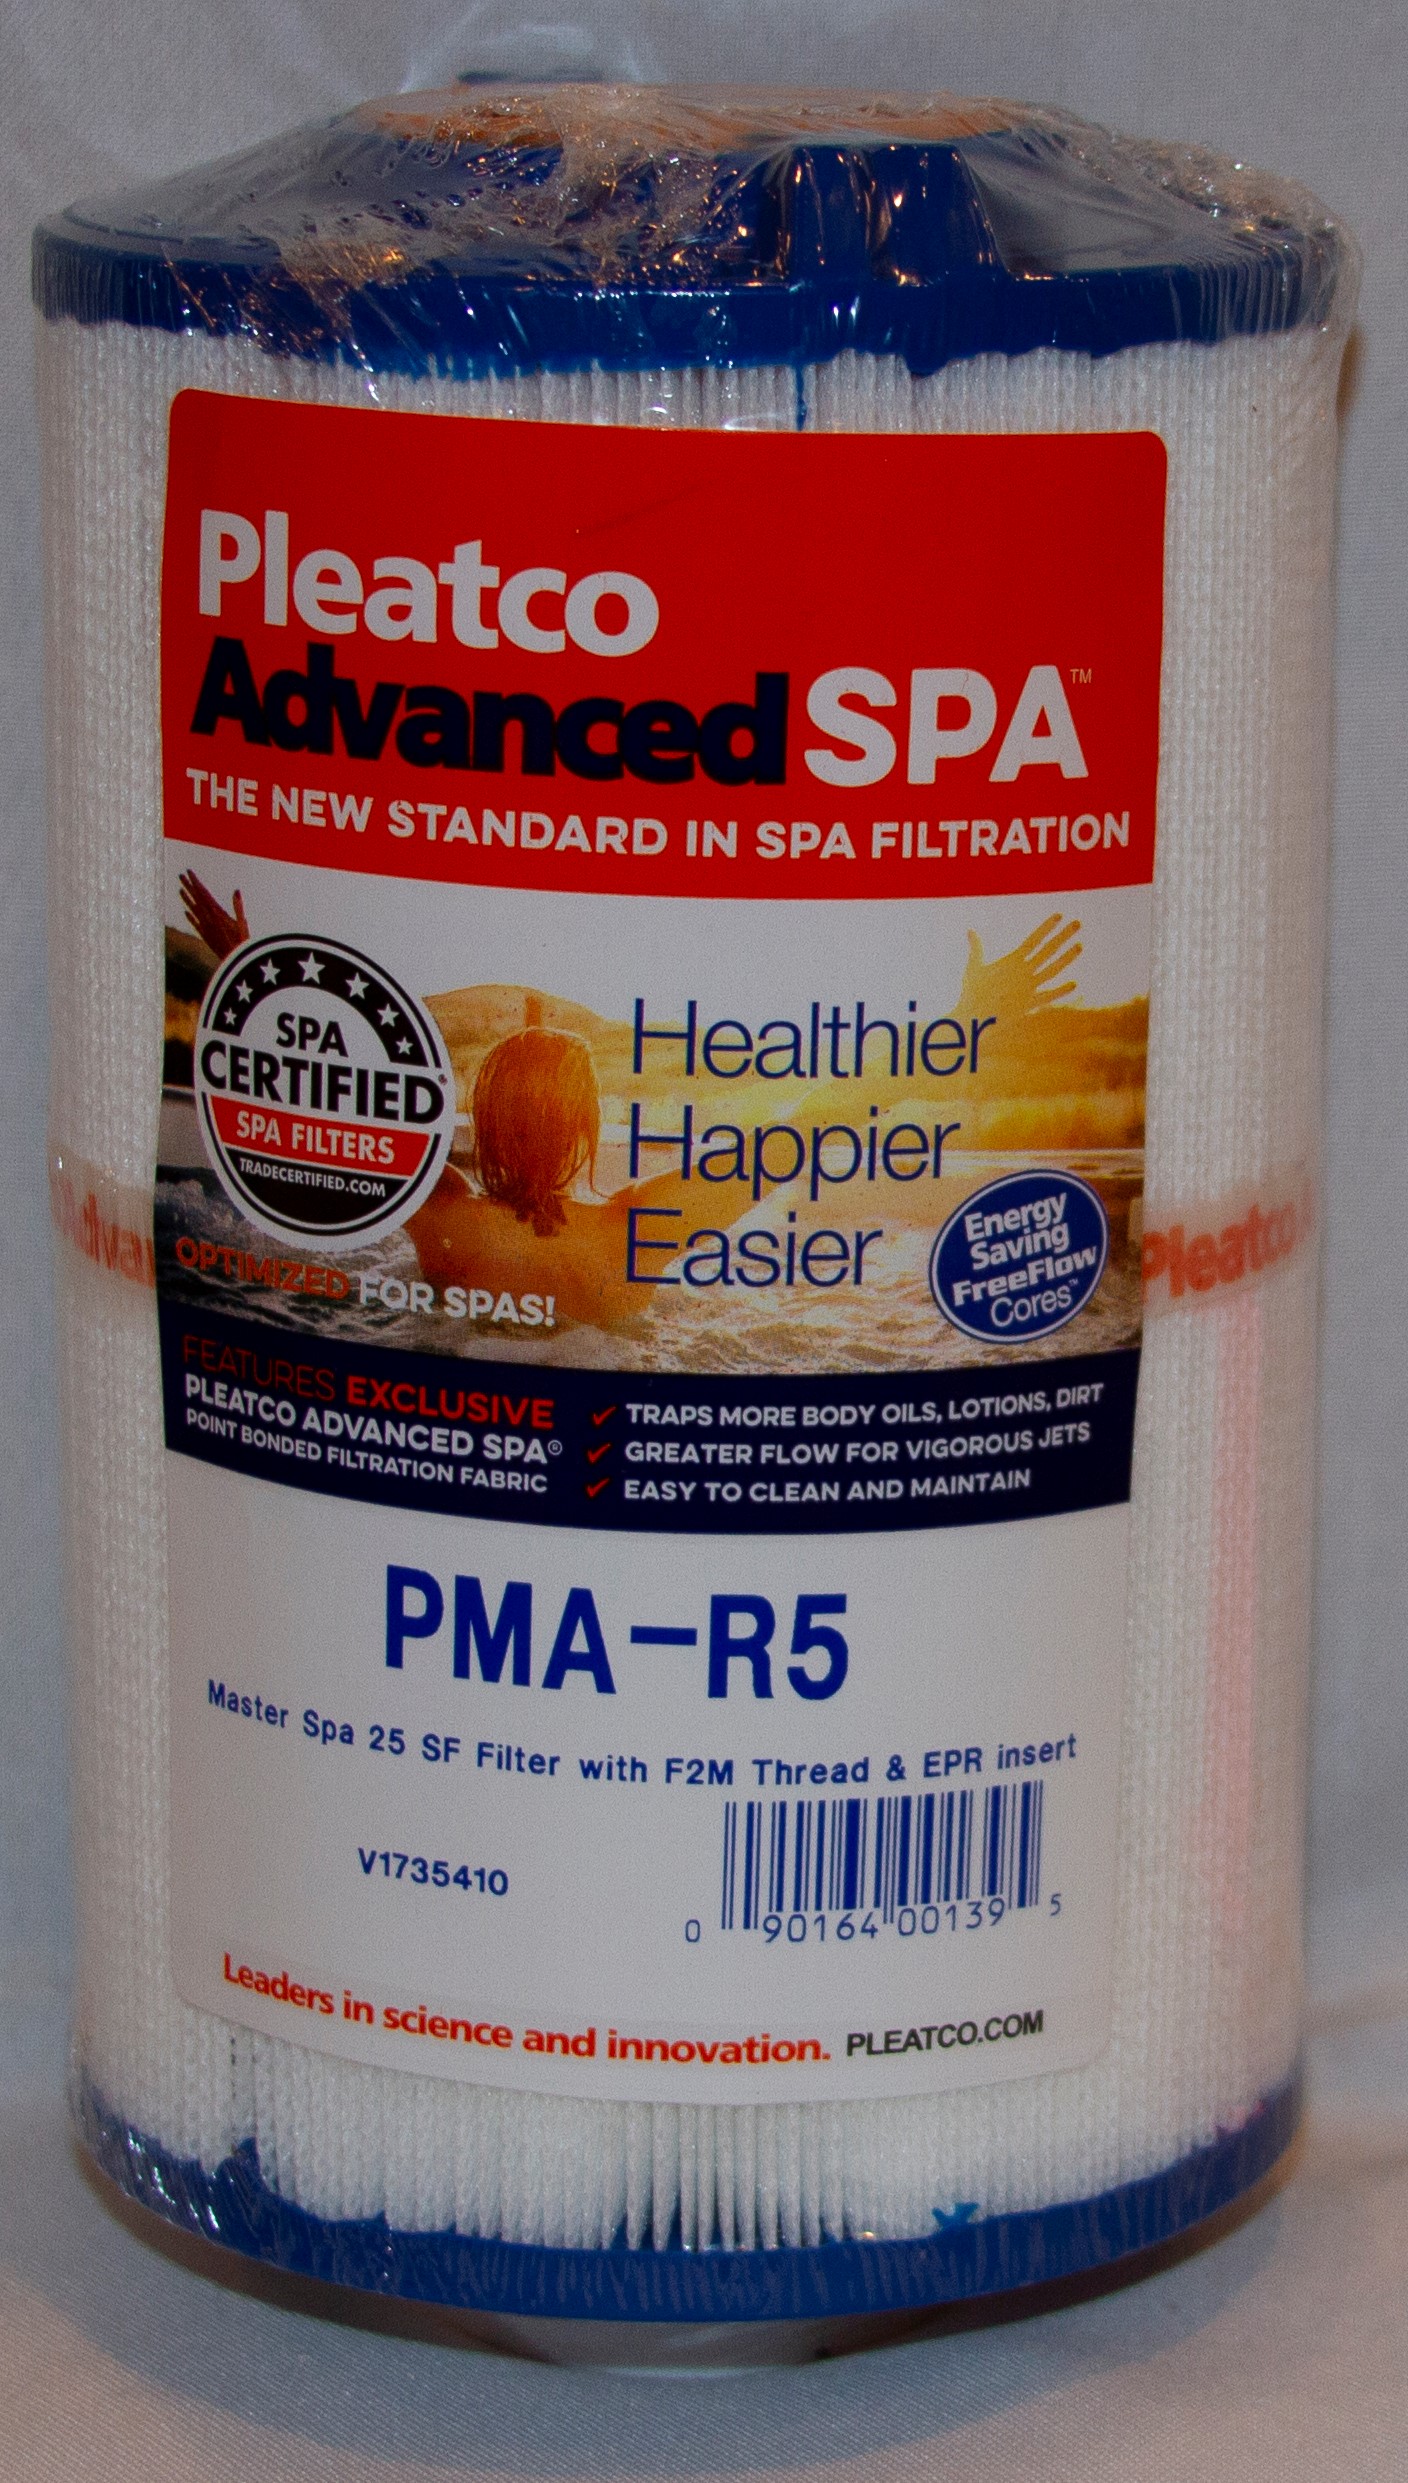 Pleatco
Advanced SPA™
THE NEW STANDARD IN SPA FILTRATION
SPA
CERTIFIED®
SPA FILTERS
TRADECERTIFIED.COM
OPTIMIZED FOR SPAS!
Healthier
Happier
Easier
Energy
Saving
FreeFlow
Cores™
Advan
Pleatco
FEATURES EXCLUSIVE
PLEATCO ADVANCED SPA®
POINT BONDED FILTRATION FABRIC
✓ TRAPS MORE BODY OILS, LOTIONS, DIRT
✓ GREATER FLOW FOR VIGOROUS JETS
✓ EASY TO CLEAN AND MAINTAIN
PMA-R5
Master Spa 25 SF Filter with F2M Thread & EPR insert
V1735410
0 90164 00139 5
Leaders in science and innovation. PLEATCO.COM